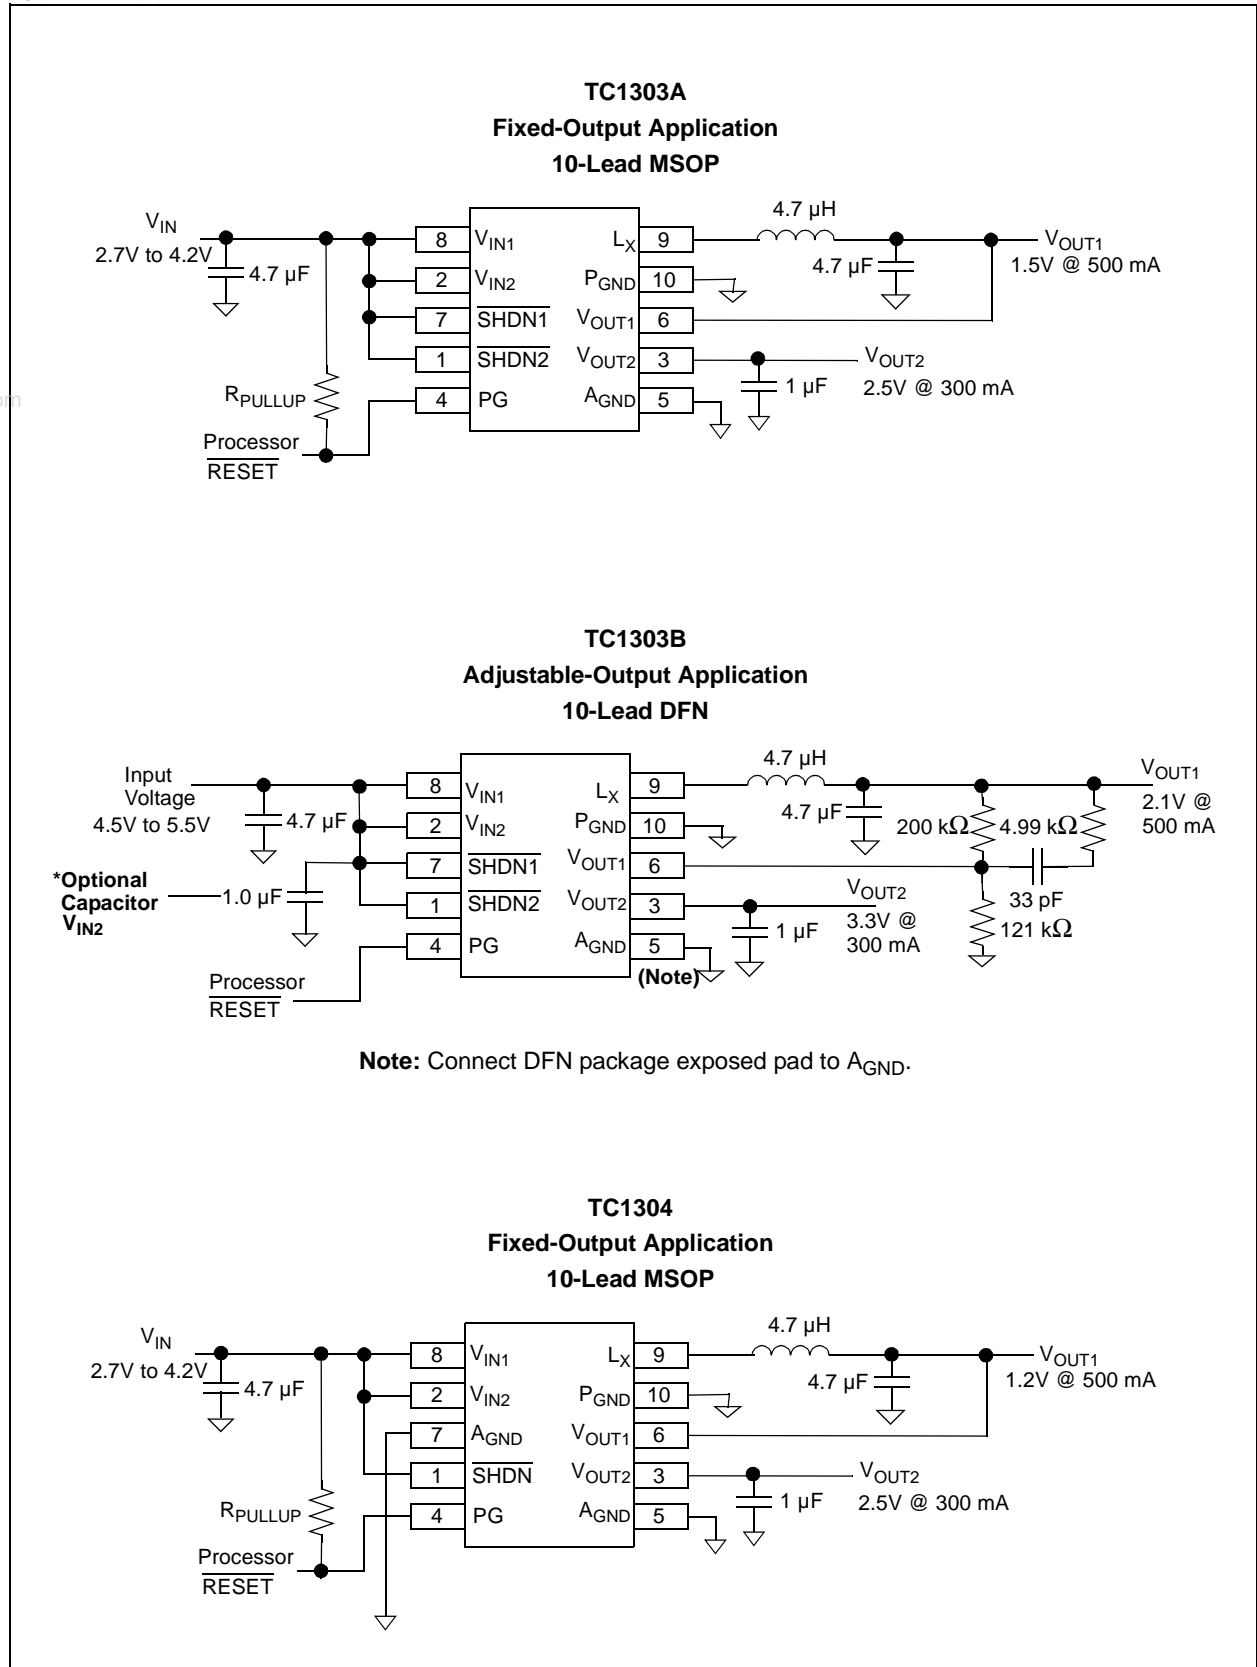 TC1303A
Fixed-Output Application
10-Lead MSOP
VIN
2.7V to 4.2V
4.7 µF
8 VIN1
2 VIN2
7 SHDN1
1 SHDN2
4 PG
LX 9
PGND 10
VOUT1 6
VOUT2 3
AGND 5
4.7 µH
4.7 µF
VOUT1
1.5V @ 500 mA
VOUT2
2.5V @ 300 mA
1 µF
RPULLUP
Processor
RESET
om
TC1303B
Adjustable-Output Application
10-Lead DFN
Input
Voltage
4.5V to 5.5V
4.7 µF
*Optional
Capacitor
VIN2
1.0 µF
8 VIN1
2 VIN2
7 SHDN1
1 SHDN2
4 PG
LX 9
PGND 10
VOUT1 6
VOUT2 3
AGND 5
(Note)
4.7 µH
4.7 µF
200 kΩ
4.99 kΩ
33 pF
121 kΩ
VOUT1
2.1V @
500 mA
VOUT2
3.3V @
300 mA
1 µF
Processor
RESET
Note: Connect DFN package exposed pad to AGND.
TC1304
Fixed-Output Application
10-Lead MSOP
VIN
2.7V to 4.2V
4.7 µF
8 VIN1
2 VIN2
7 AGND
1 SHDN
4 PG
LX 9
PGND 10
VOUT1 6
VOUT2 3
AGND 5
4.7 µH
4.7 µF
VOUT1
1.2V @ 500 mA
VOUT2
2.5V @ 300 mA
1 µF
RPULLUP
Processor
RESET